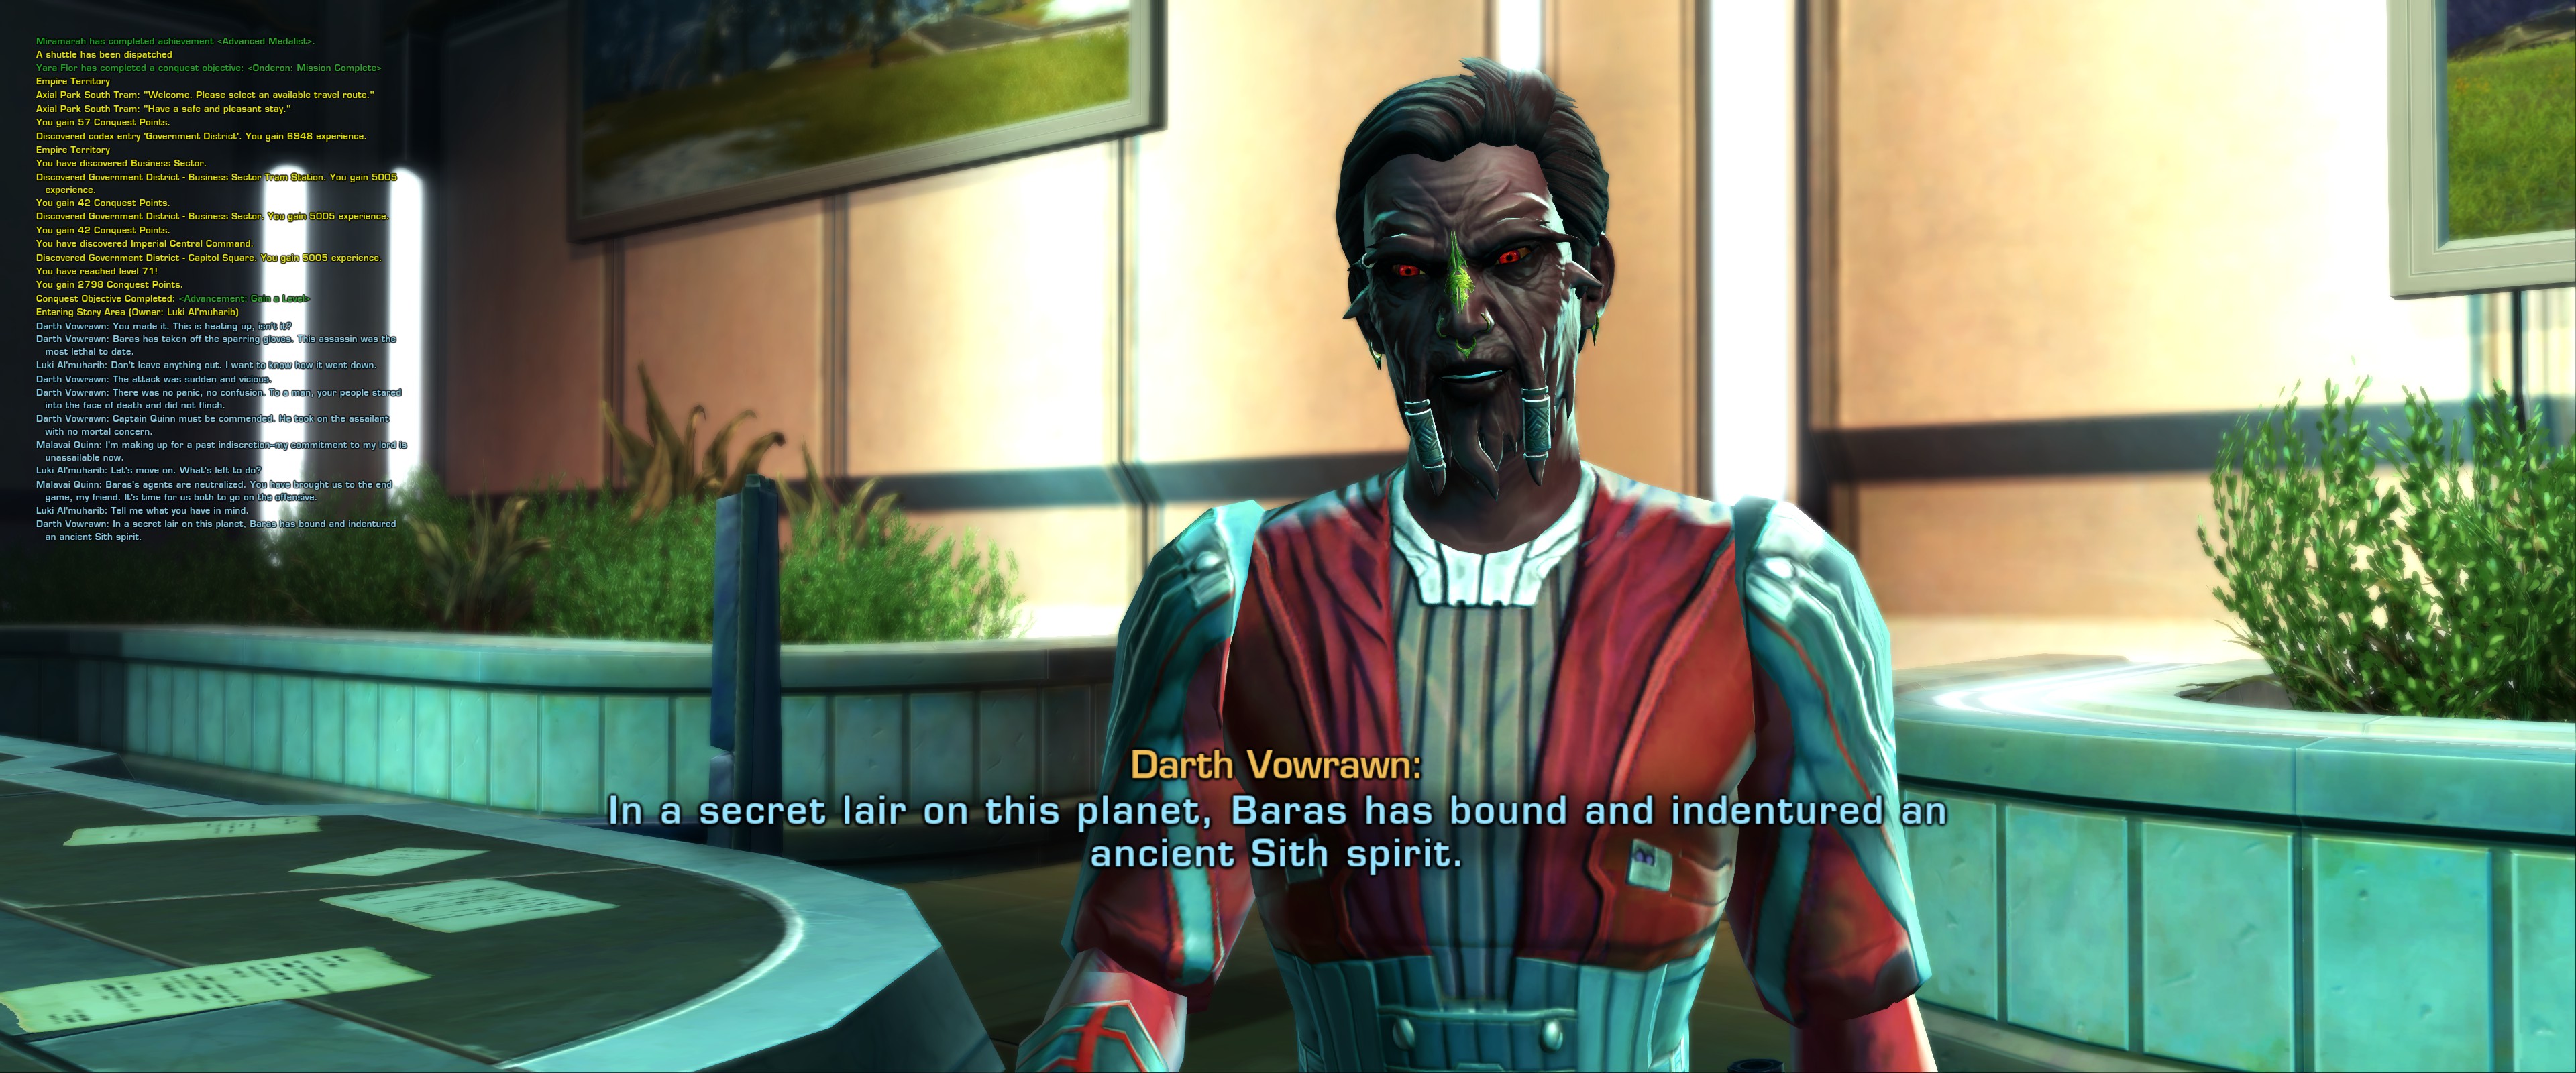 Miramarah has completed achievement <Advanced Medalist>.
A shuttle has been dispatched
Yara Flor has completed a conquest objective: <Onderon: Mission Complete>
Empire Territory
Axial Park South Tram: "Welcome. Please select an available travel route."
Axial Park South Tram: "Have a safe and pleasant stay."
You gain 57 Conquest Points.
Discovered codex entry 'Government District'. You gain 6948 experience.
Empire Territory
You have discovered Business Sector.
Discovered Government District - Business Sector Tram Station. You gain 5005
experience.
You gain 42 Conquest Points.
Discovered Government District - Business Sector. You gain 5005 experience.
You gain 42 Conquest Points.
You have discovered Imperial Central Command.
Discovered Government District - Capitol Square. You gain 5005 experience.
You have reached level 71!
You gain 2798 Conquest Points.
Conquest Objective Completed: <Advancement: Gain a Level>
Entering Story Area (Owner: Luki Al'muharib)
Darth Vowrawn: You made it. This is heating up, isn't it?
Darth Vowrawn: Baras has taken off the sparring gloves. This assassin was the
most lethal to date.
Luki Al'muharib: Don't leave anything out. I want to know how it went down.
Darth Vowrawn: The attack was sudden and vicious.
Darth Vowrawn: There was no panic, no confusion. To a man, your people stared
into the face of death and did not flinch.
Darth Vowrawn: Captain Quinn must be commended. He took on the assailant
with no mortal concern.
Malavai Quinn: I'm making up for a past indiscretion–my commitment to my lord is
unassailable now.
Luki Al'muharib: Let's move on. What's left to do?
Malavai Quinn: Baras's agents are neutralized. You have brought us to the end
game, my friend. It's time for us both to go on the offensive.
Luki Al'muharib: Tell me what you have in mind.
Darth Vowrawn: In a secret lair on this planet, Baras has bound and indentured
an ancient Sith spirit.
Darth Vowrawn:
In a secret lair on this planet, Baras has bound and indentured an
ancient Sith spirit.